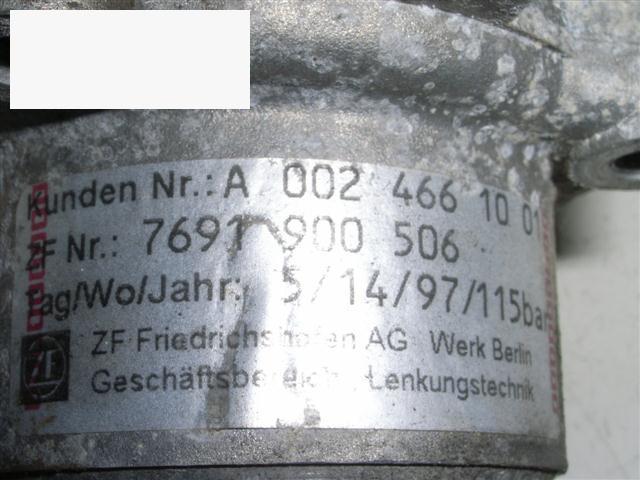 Kunden Nr.: A 002 466 10 01
ZF Nr.: 7691 900 506
Tag/Wo/Jahr: 5/14/97/115bar
ZF ZF Friedrichshafen AG Werk Berlin
Geschäftsbereich Lenkungstechnik